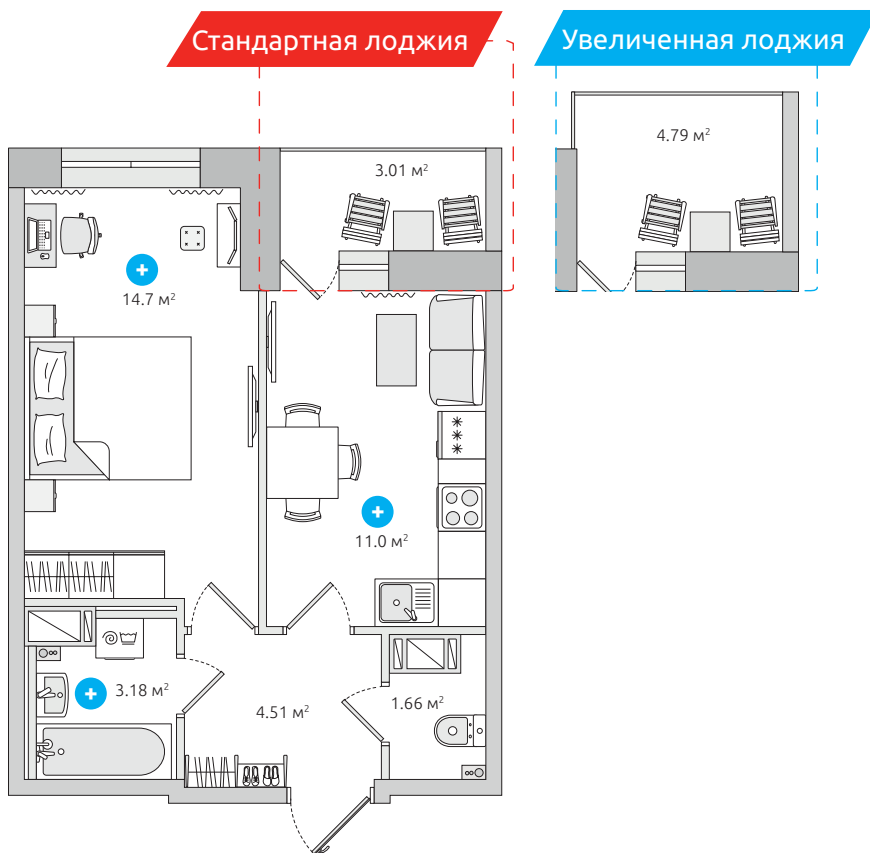 Стандартная лоджия
Увеличенная лоджия
3.01 м²
4.79 м²
14.7 м²
11.0 м²
3.18 м²
4.51 м²
1.66 м²